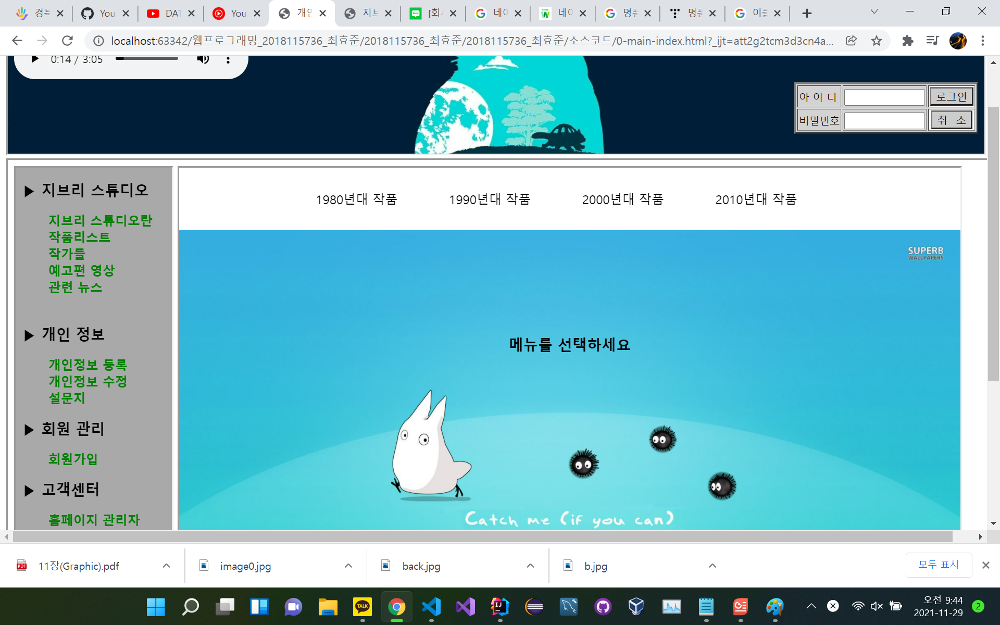 경북
You
DAT
You
개인
지브
[회사
네이
네이
명품
명품
이클
localhost:63342/웹프로그래밍_2018115736_최효준/2018115736_최효준/2018115736_최효준/소스코드/0-main-index.html?_ijt=att2g2tcm3d3cn4a...
0:14 / 3:05
아 이 디
로그인
비밀번호
취 소
▶ 지브리 스튜디오
지브리 스튜디오란
작품리스트
작가들
예고편 영상
관련 뉴스
▶ 개인 정보
개인정보 등록
개인정보 수정
설문지
▶ 회원 관리
회원가입
▶ 고객센터
홈페이지 관리자
1980년대 작품
1990년대 작품
2000년대 작품
2010년대 작품
SUPERB
WALLPAPERS
메뉴를 선택하세요
Catch me (if you can)
11장(Graphic).pdf
image0.jpg
back.jpg
b.jpg
모두 표시
TALK
IJ
오전 9:44
2021-11-29
2